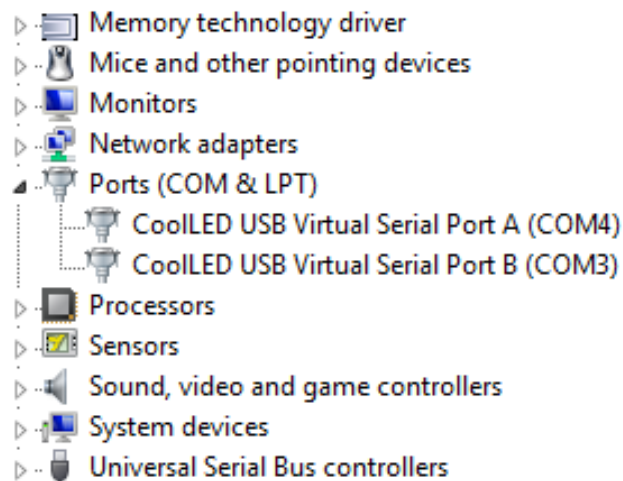 Memory technology driver
Mice and other pointing devices
Monitors
Network adapters
Ports (COM & LPT)
CoolLED USB Virtual Serial Port A (COM4)
CoolLED USB Virtual Serial Port B (COM3)
Processors
Sensors
Sound, video and game controllers
System devices
Universal Serial Bus controllers